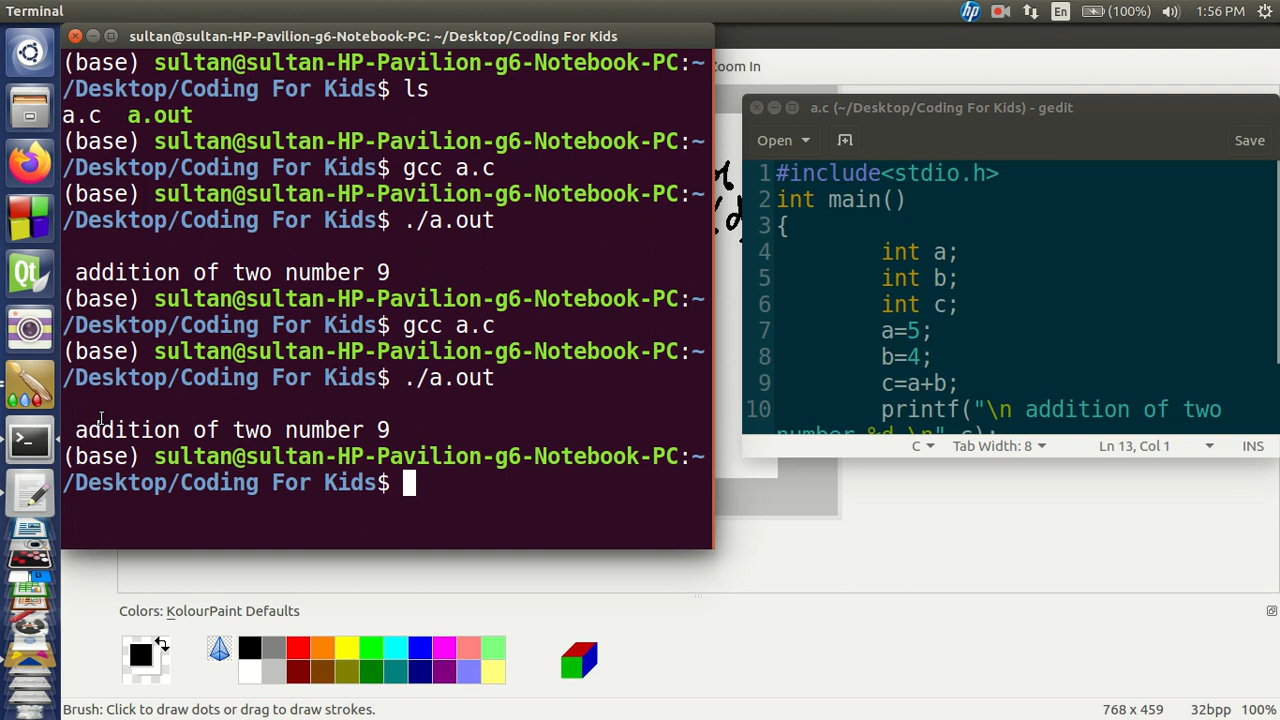 Terminal
hp
En
(100%)
1:56 PM
sultan@sultan-HP-Pavilion-g6-Notebook-PC: ~/Desktop/Coding For Kids
(base) sultan@sultan-HP-Pavilion-g6-Notebook-PC:~
/Desktop/Coding For Kids$ ls
a.c  a.out
(base) sultan@sultan-HP-Pavilion-g6-Notebook-PC:~
/Desktop/Coding For Kids$ gcc a.c
(base) sultan@sultan-HP-Pavilion-g6-Notebook-PC:~
/Desktop/Coding For Kids$ ./a.out
addition of two number 9
(base) sultan@sultan-HP-Pavilion-g6-Notebook-PC:~
/Desktop/Coding For Kids$ gcc a.c
(base) sultan@sultan-HP-Pavilion-g6-Notebook-PC:~
/Desktop/Coding For Kids$ ./a.out
addition of two number 9
(base) sultan@sultan-HP-Pavilion-g6-Notebook-PC:~
/Desktop/Coding For Kids$
Zoom In
a.c (~/Desktop/Coding For Kids) - gedit
Open
Save
1 #include<stdio.h>
2 int main()
3 {
4 int a;
5 int b;
6 int c;
7 a=5;
8 b=4;
9 c=a+b;
10 printf("\n addition of two
number %d \n",c);
C
Tab Width: 8
Ln 13, Col 1
INS
Qt
Colors: KolourPaint Defaults
Brush: Click to draw dots or drag to draw strokes.
768 x 459
32bpp
100%